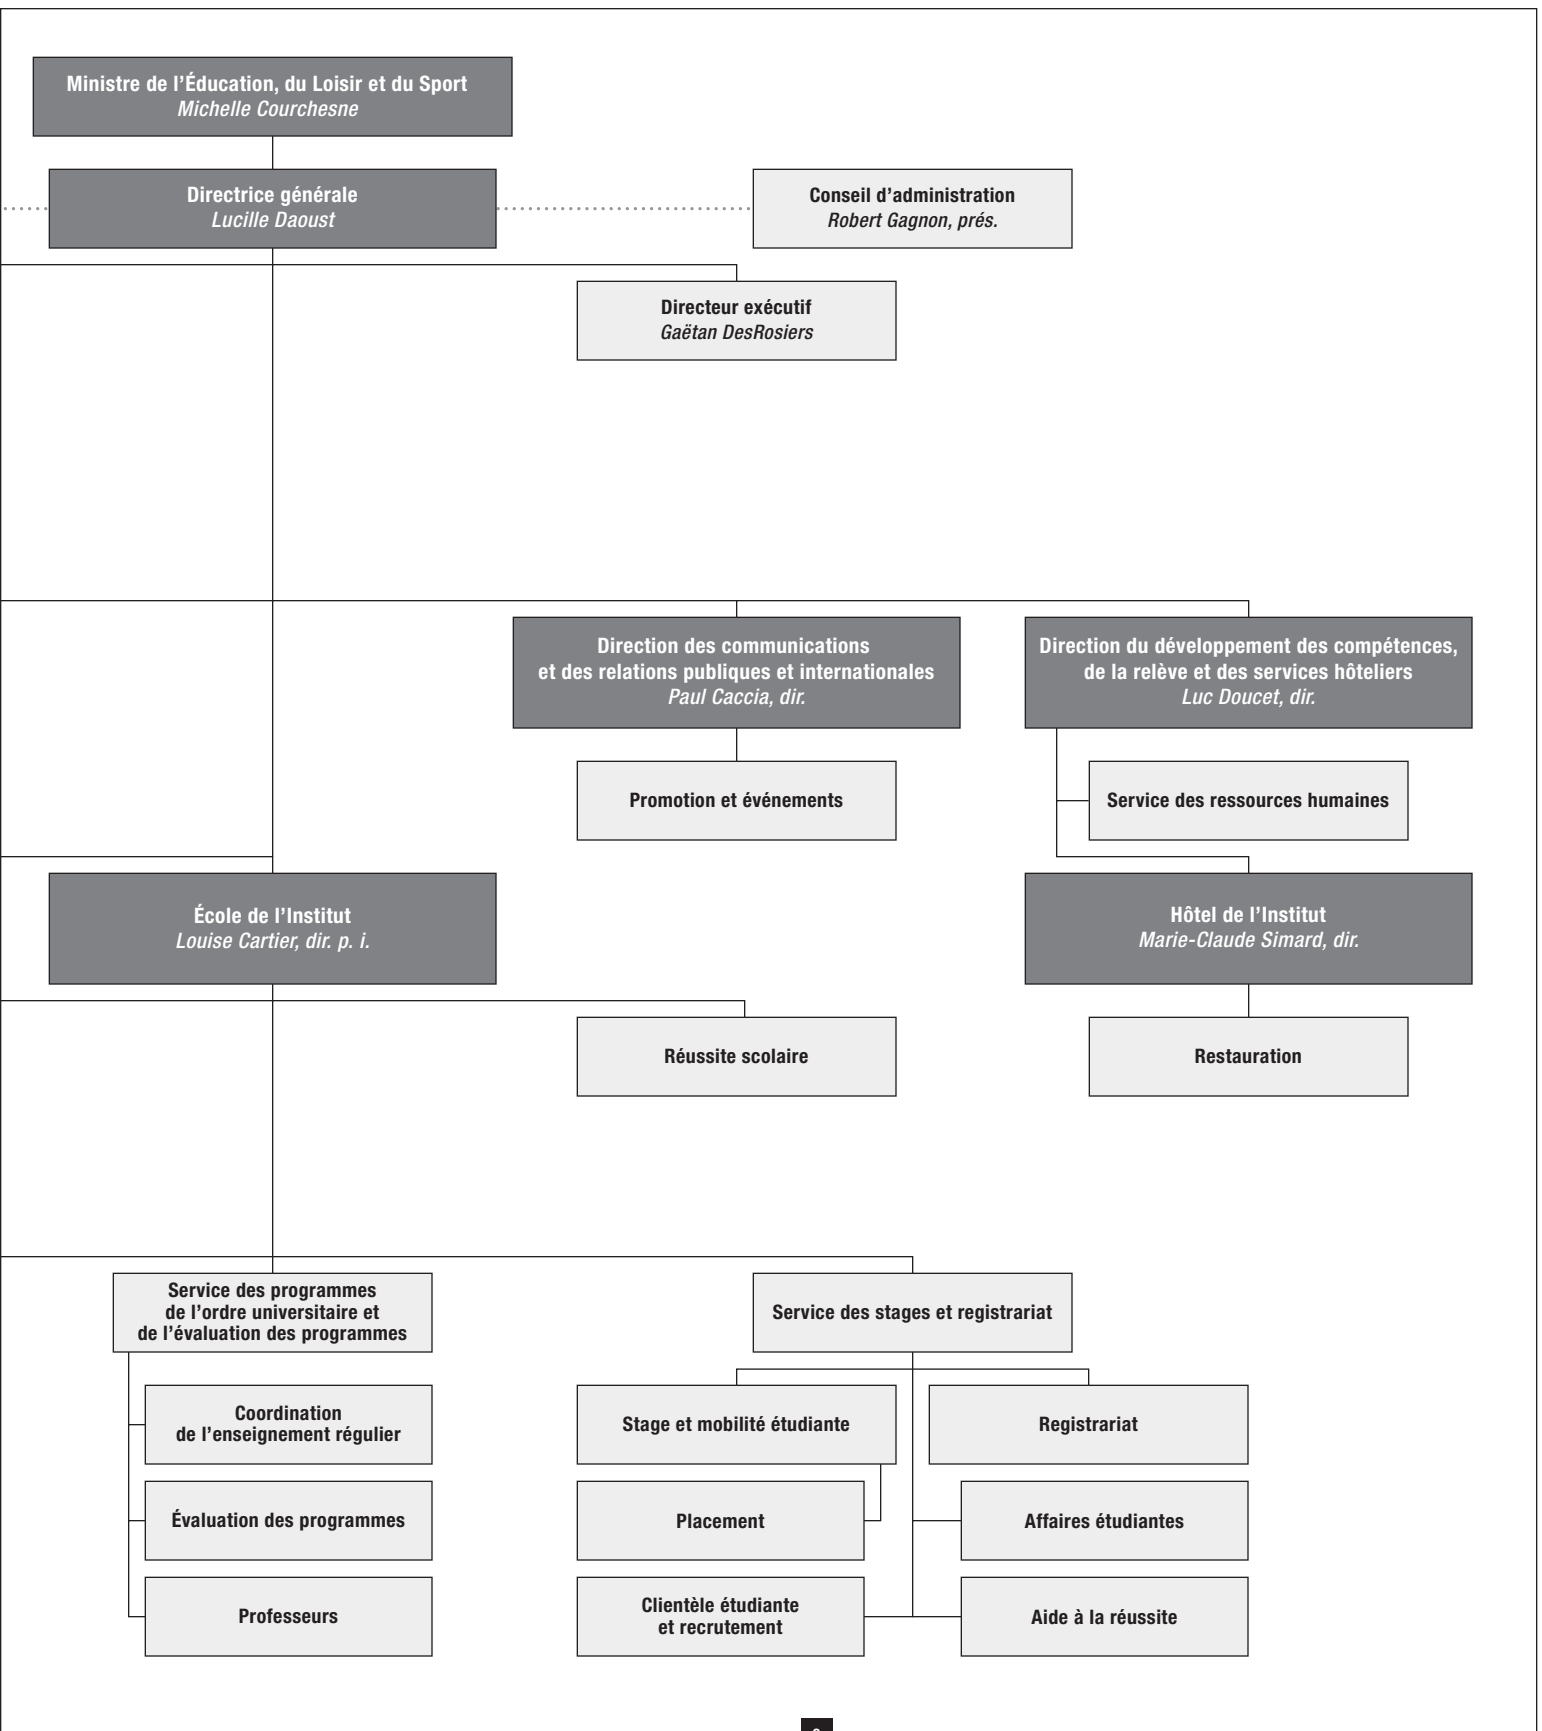 Ministre de l'Éducation, du Loisir et du Sport
Michelle Courchesne
Directrice générale
Lucille Daoust
Conseil d'administration
Robert Gagnon, prés.
Directeur exécutif
Gaëtan DesRosiers
Direction des communications
et des relations publiques et internationales
Paul Caccia, dir.
Direction du développement des compétences,
de la relève et des services hôteliers
Luc Doucet, dir.
Promotion et événements
Service des ressources humaines
École de l'Institut
Louise Cartier, dir. p. i.
Hôtel de l'Institut
Marie-Claude Simard, dir.
Réussite scolaire
Restauration
Service des programmes
de l'ordre universitaire et
de l'évaluation des programmes
Service des stages et registrariat
Coordination
de l'enseignement régulier
Stage et mobilité étudiante
Registrariat
Évaluation des programmes
Placement
Affaires étudiantes
Professeurs
Clientèle étudiante
et recrutement
Aide à la réussite